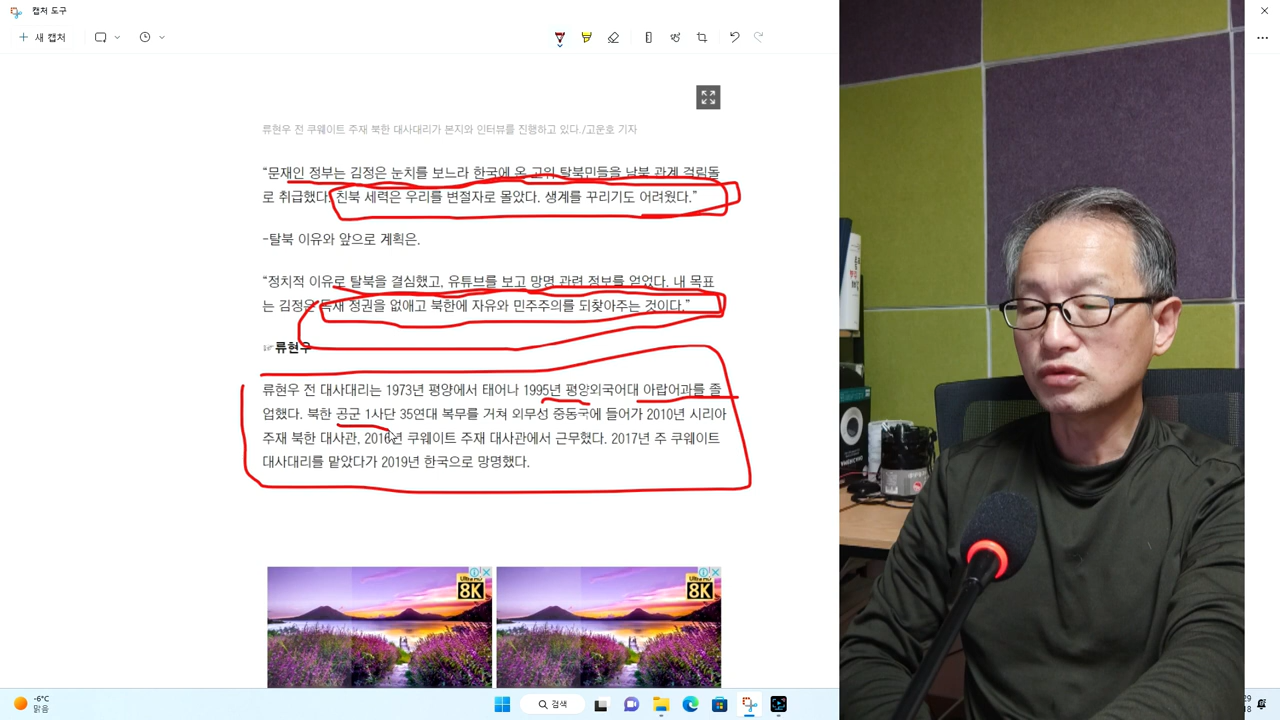 캡처 도구
새 캡처
류현우 전 쿠웨이트 주재 북한 대사대리가 본지와 인터뷰를 진행하고 있다./고운호 기자
“문재인 정부는 김정은 눈치를 보느라 한국에 온 고위 탈북민들을 남북 관계 걸림돌
로 취급했다. 친북 세력은 우리를 변절자로 몰았다. 생계를 꾸리기도 어려웠다.”
-탈북 이유와 앞으로 계획은.
“정치적 이유로 탈북을 결심했고, 유튜브를 보고 망명 관련 정보를 얻었다. 내 목표
는 김정은 독재 정권을 없애고 북한에 자유와 민주주의를 되찾아주는 것이다.”
☞류현우
류현우 전 대사대리는 1973년 평양에서 태어나 1995년 평양외국어대 아랍어과를 졸
업했다. 북한 공군 1사단 35연대 복무를 거쳐 외무성 중동국에 들어가 2010년 시리아
주재 북한 대사관, 2016년 쿠웨이트 주재 대사관에서 근무했다. 2017년 주 쿠웨이트
대사대리를 맡았다가 2019년 한국으로 망명했다.
Ultra HD
8K
Ultra HD
8K
-6°C
맑음
검색